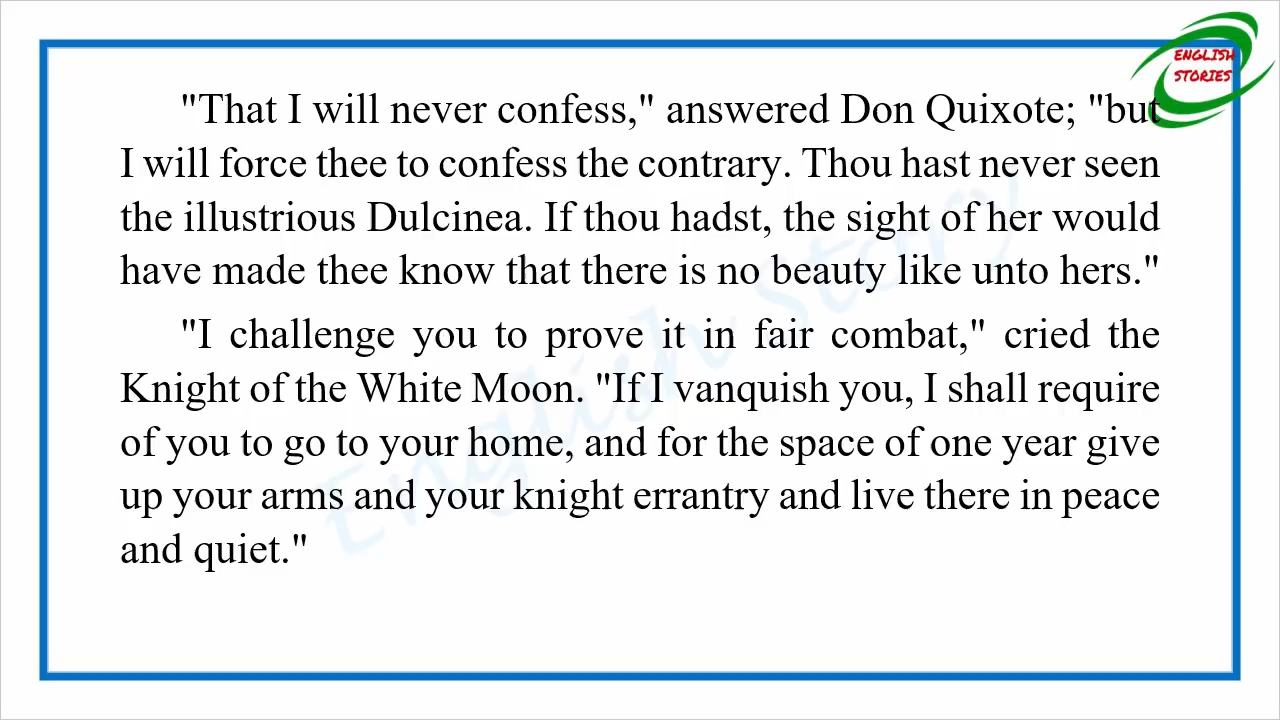 ENGLISH
STORIES
"That I will never confess," answered Don Quixote; "but
I will force thee to confess the contrary. Thou hast never seen
the illustrious Dulcinea. If thou hadst, the sight of her would
have made thee know that there is no beauty like unto hers."
"I challenge you to prove it in fair combat," cried the
Knight of the White Moon. "If I vanquish you, I shall require
of you to go to your home, and for the space of one year give
up your arms and your knight errantry and live there in peace
and quiet."
English Story